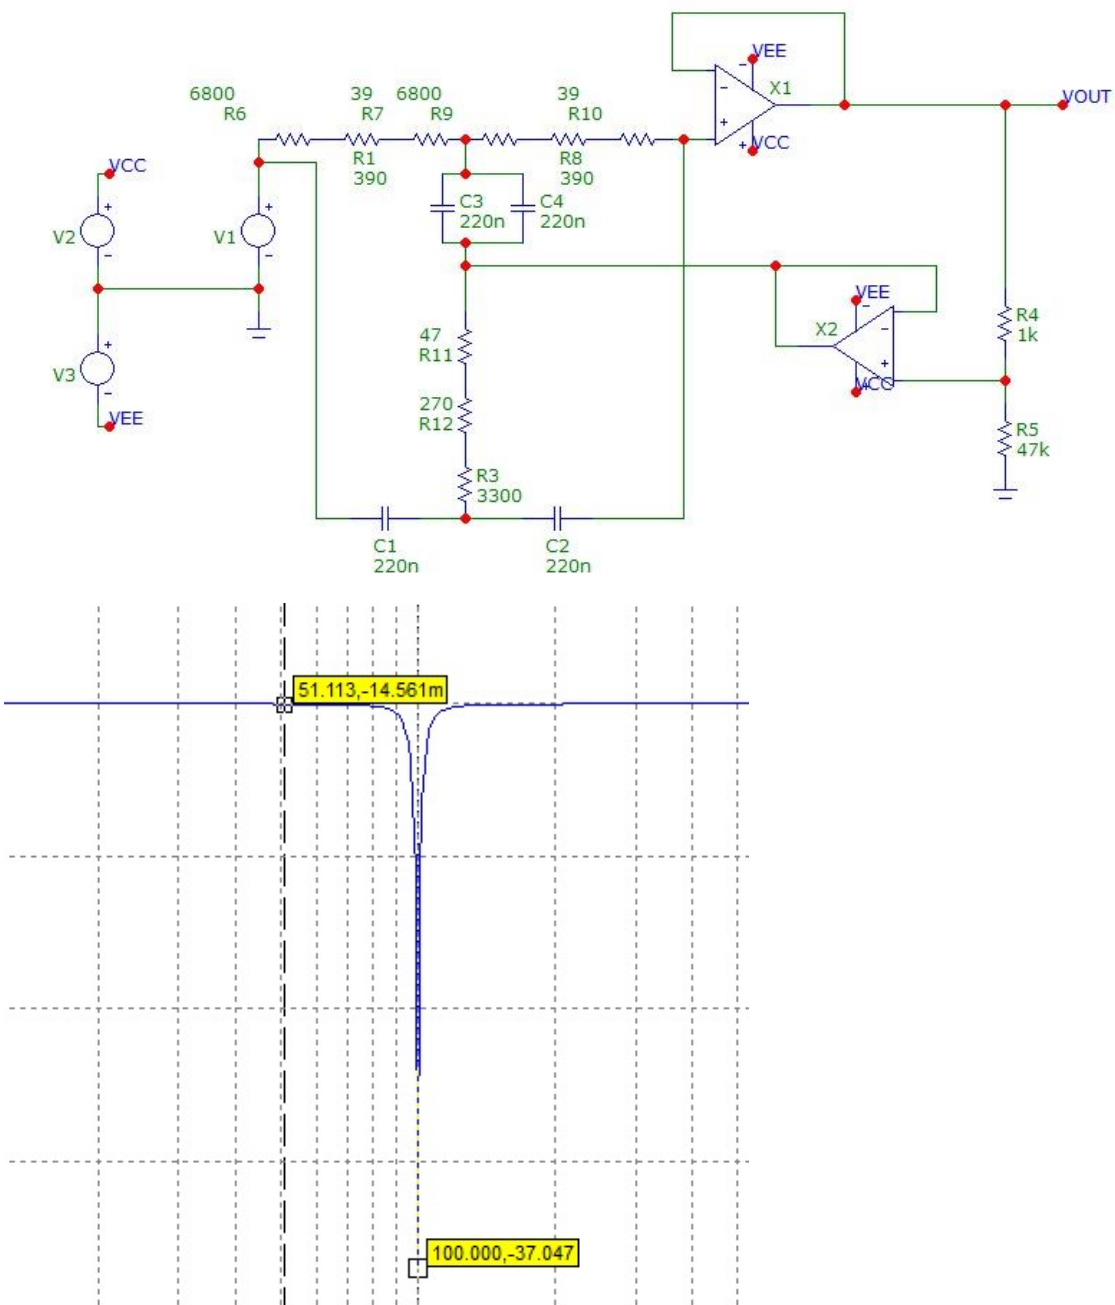 VEE
X1
6800 39 6800 39
R6 R7 R9 R10
VOUT
VCC
R1 R8
390 390
VCC
C3 C4
220n 220n
V2 V1
VEE
R4
1k
X2
47
R11
V3
VCC
270
R12
VEE
R5
47k
R3
3300
C1 C2
220n 220n
51.113,-14.561m
100.000,-37.047